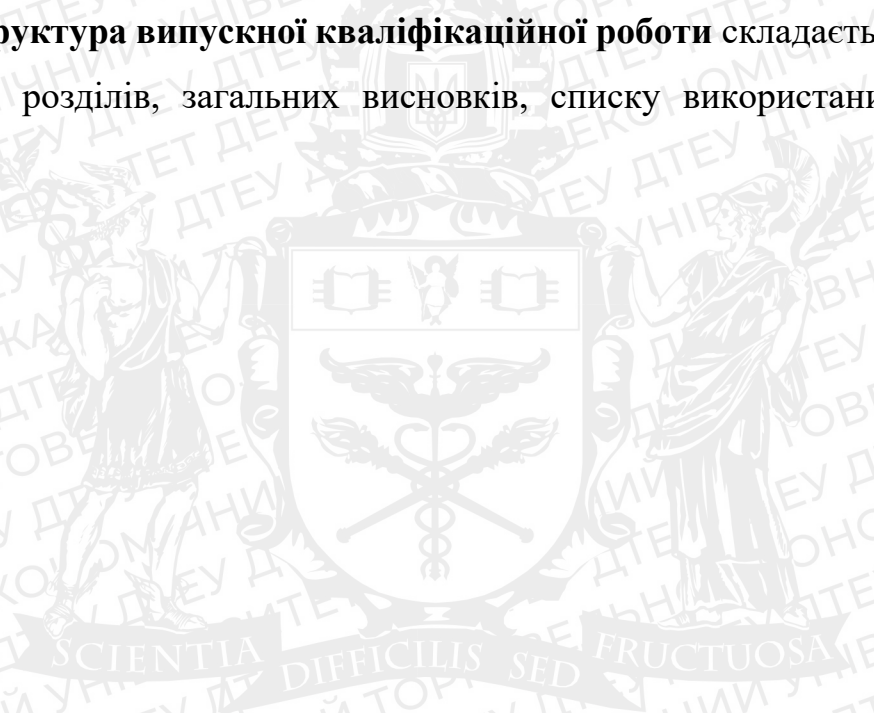 руктура випускної кваліфікаційної роботи складаєть
розділів, загальних висновків, списку використани
SCIENTIA DIFFICILIS SED FRUCTUOSA